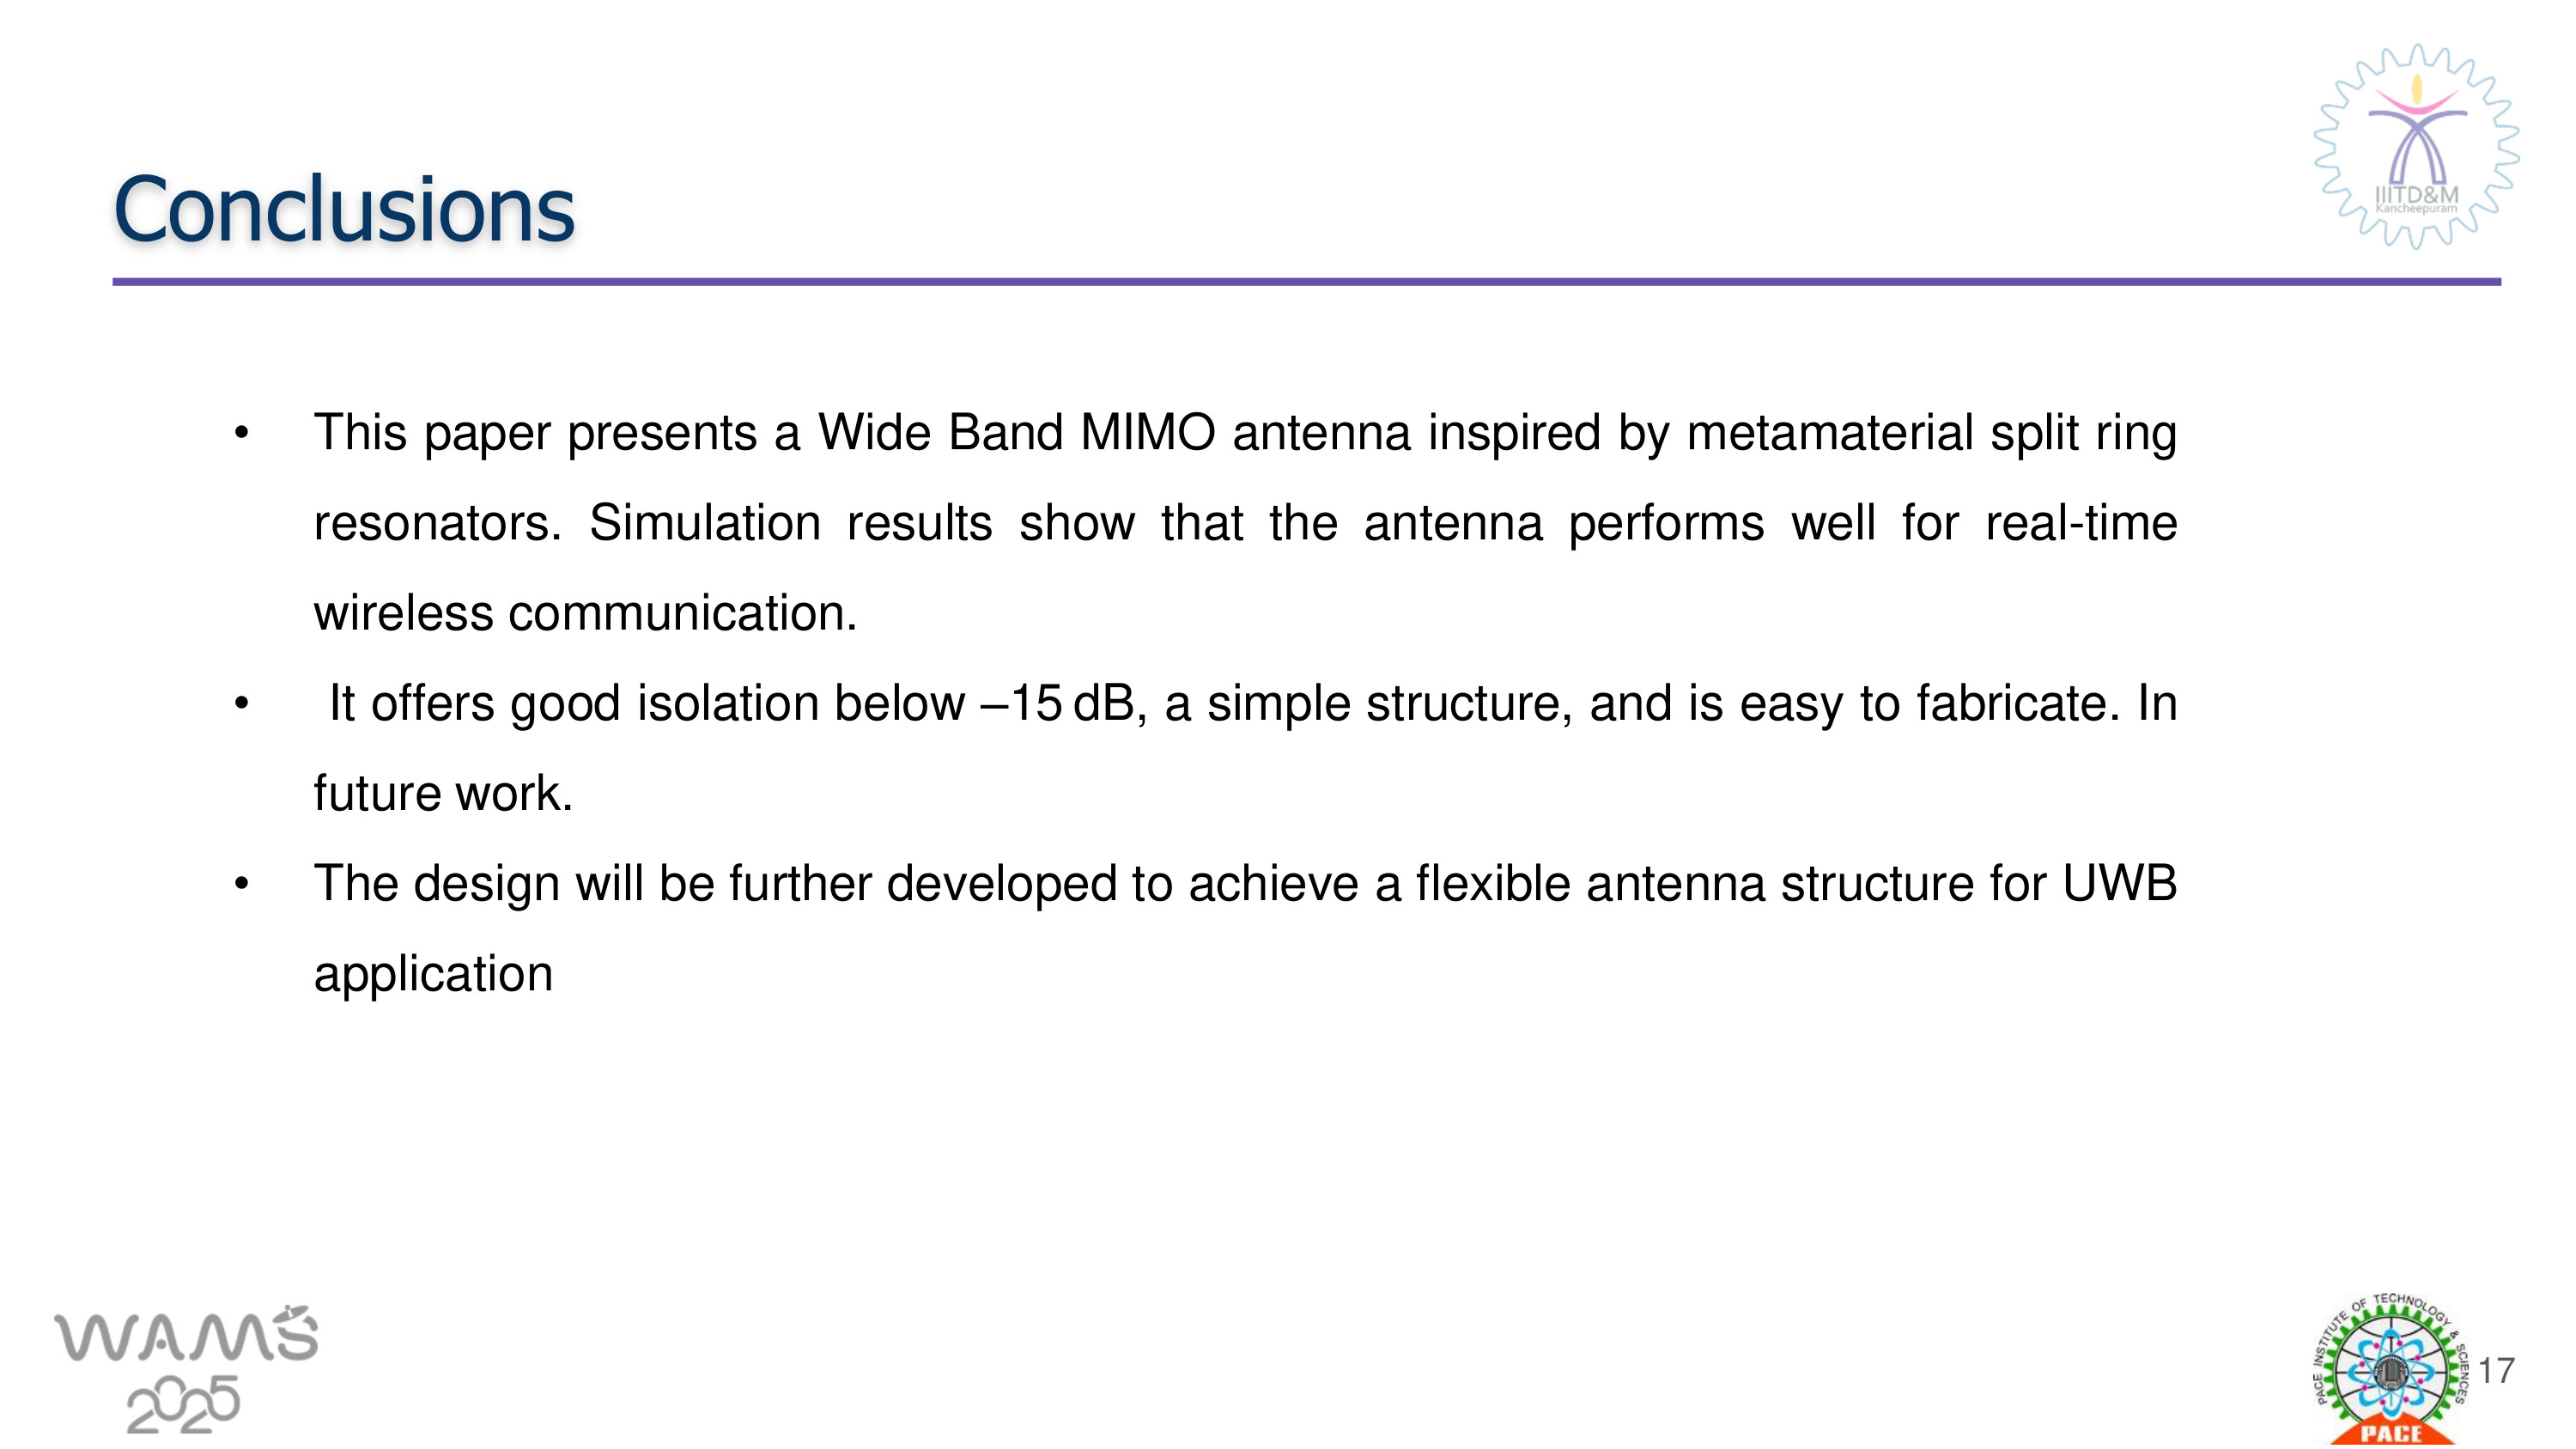 IIITD&M
Kancheepuram
Conclusions
• This paper presents a Wide Band MIMO antenna inspired by metamaterial split ring
resonators. Simulation results show that the antenna performs well for real-time
wireless communication.
• It offers good isolation below –15 dB, a simple structure, and is easy to fabricate. In
future work.
• The design will be further developed to achieve a flexible antenna structure for UWB
application
WAMS
2025
PACE INSTITUTE OF TECHNOLOGY & SCIENCES
PACE
17